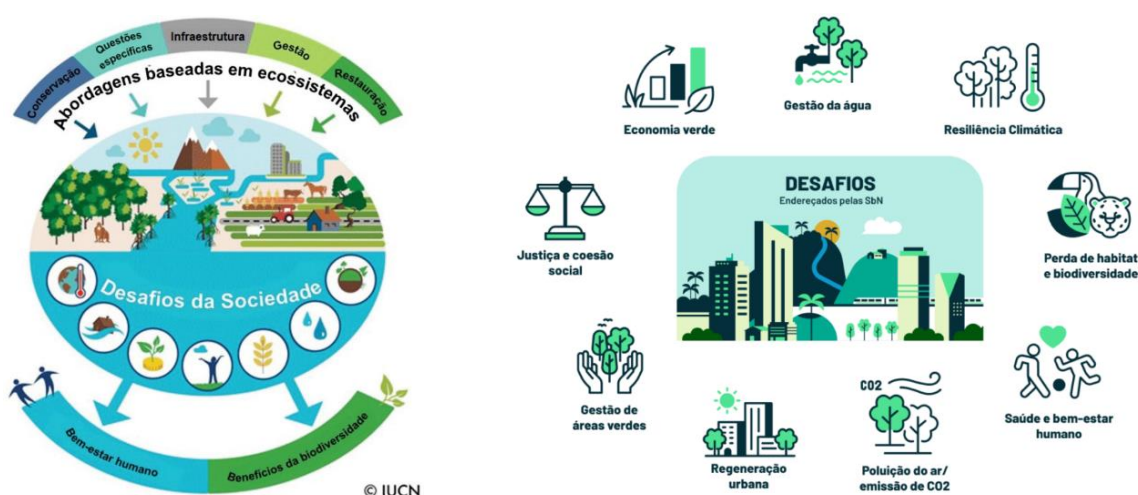 Conservação
Questões
específicas
Infraestrutura
Gestão
Restauração
Abordagens baseadas em ecossistemas
Desafios da Sociedade
Bem-estar humano
Benefícios da biodiversidade
© IUCN
Economia verde
Gestão da água
Resiliência Climática
Justiça e coesão
social
DESAFIOS
Endereçados pelas SbN
Perda de habitat
e biodiversidade
Gestão de
áreas verdes
Regeneração
urbana
CO2
Poluição do ar/
emissão de CO2
Saúde e bem-estar
humano